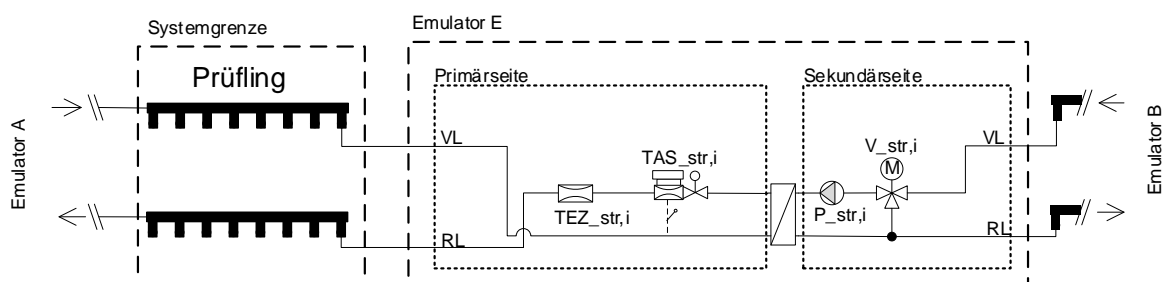 Emulator E
Systemgrenze
Prüfling
Primärseite
Sekundärseite
Emulator A
VL
TAS_str,i
V_str,i
M
VL
Emulator B
TEZ_str,i
P_str,i
RL
RL